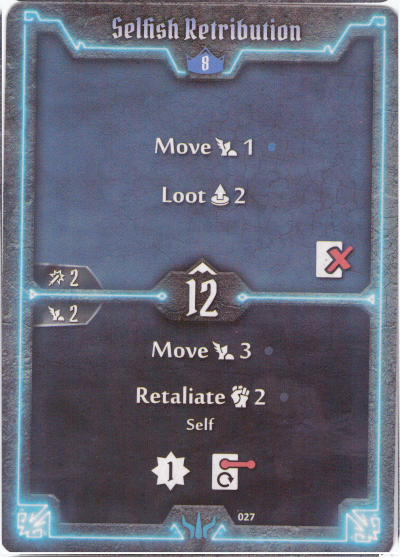 Selfish Retribution
8
Move 1
Loot 2
2
12
2
Move 3
Retaliate 2
Self
1
027